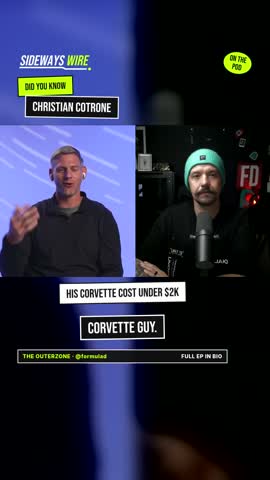 SIDEWAYS WIRE.
ON THE
POD
DID YOU KNOW
CHRISTIAN COTRONE
FD
HIS CORVETTE COST UNDER $2K
CORVETTE GUY.
THE OUTERZONE - @formulad
FULL EP IN BIO